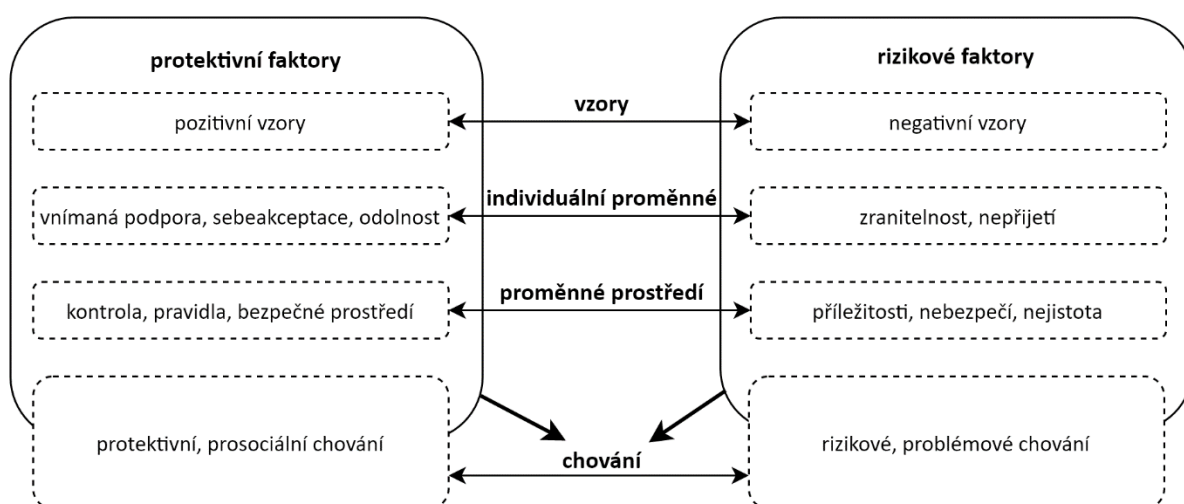 protektivní faktory
rizikové faktory
vzory
pozitivní vzory
negativní vzory
individuální proměnné
vnímaná podpora, sebeakceptace, odolnost
zranitelnost, nepřijetí
proměnné prostředí
kontrola, pravidla, bezpečné prostředí
příležitosti, nebezpečí, nejistota
protektivní, prosociální chování
rizikové, problémové chování
chování